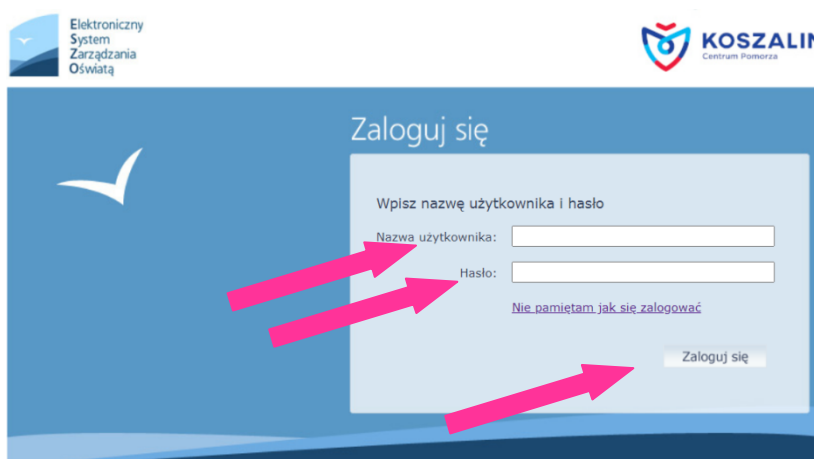 Elektroniczny
System
Zarządzania
Oświatą
KOSZALIN
Centrum Pomorza
Zaloguj się
Wpisz nazwę użytkownika i hasło
Nazwa użytkownika:
Hasło:
Nie pamiętam jak się zalogować
Zaloguj się